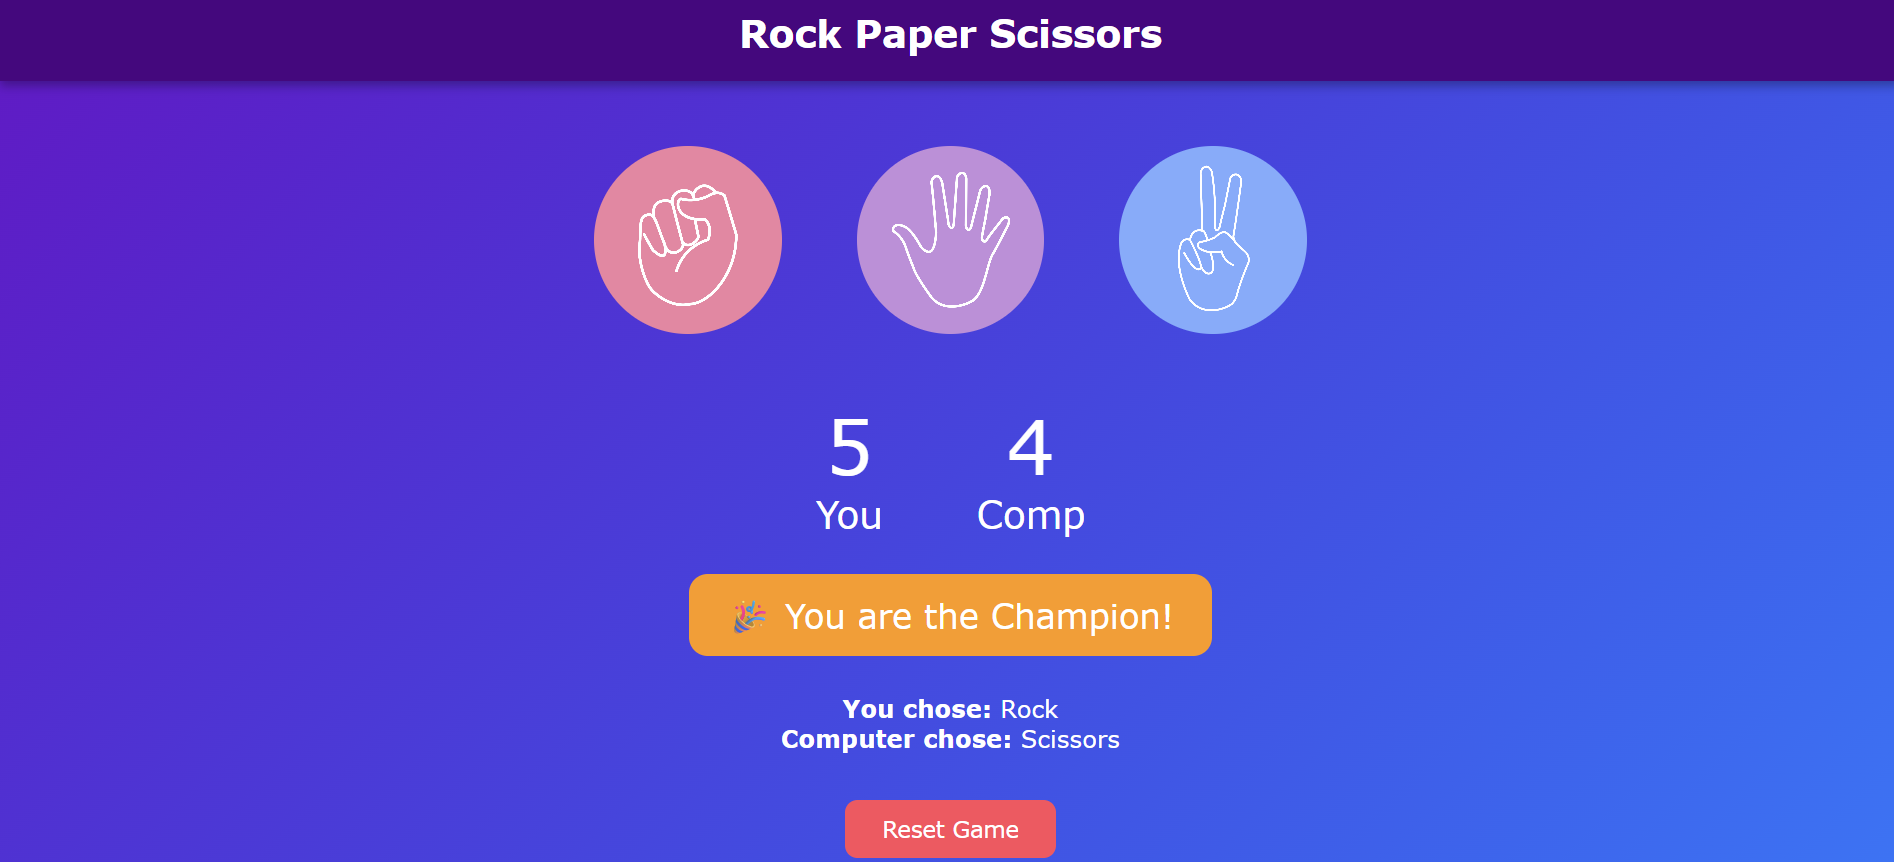 Rock Paper Scissors
5 4
You Comp
🎉 You are the Champion!
You chose: Rock
Computer chose: Scissors
Reset Game